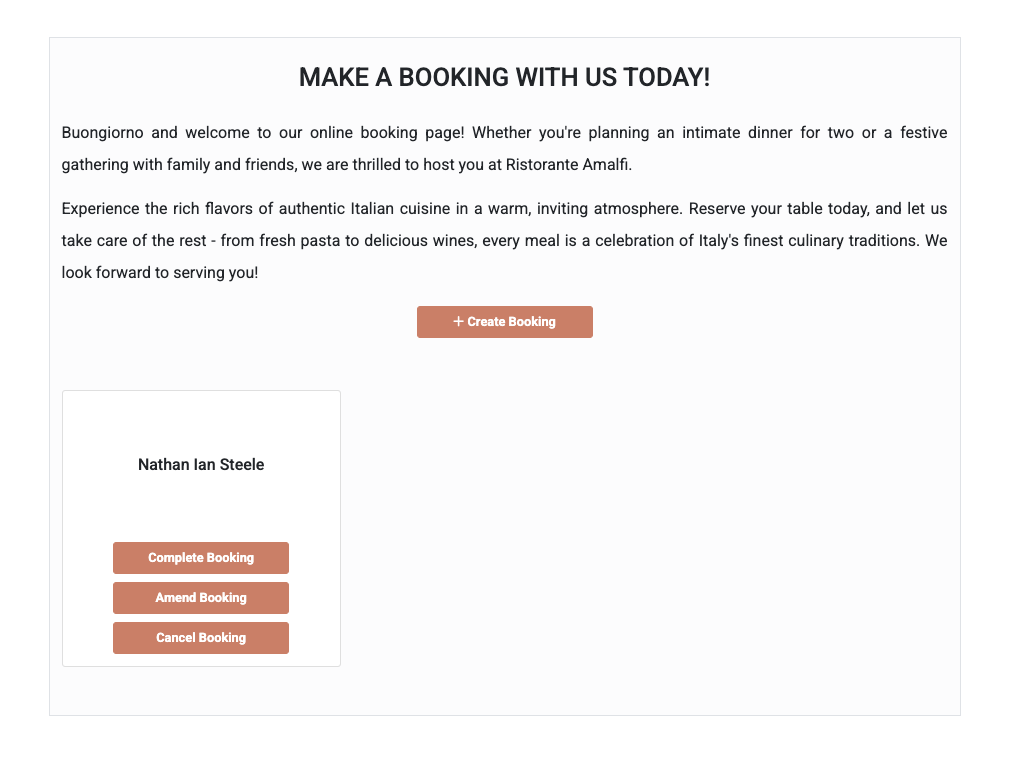 MAKE A BOOKING WITH US TODAY!
Buongiorno and welcome to our online booking page! Whether you're planning an intimate dinner for two or a festive
gathering with family and friends, we are thrilled to host you at Ristorante Amalfi.
Experience the rich flavors of authentic Italian cuisine in a warm, inviting atmosphere. Reserve your table today, and let us
take care of the rest - from fresh pasta to delicious wines, every meal is a celebration of Italy's finest culinary traditions. We
look forward to serving you!
+ Create Booking
Nathan Ian Steele
Complete Booking
Amend Booking
Cancel Booking